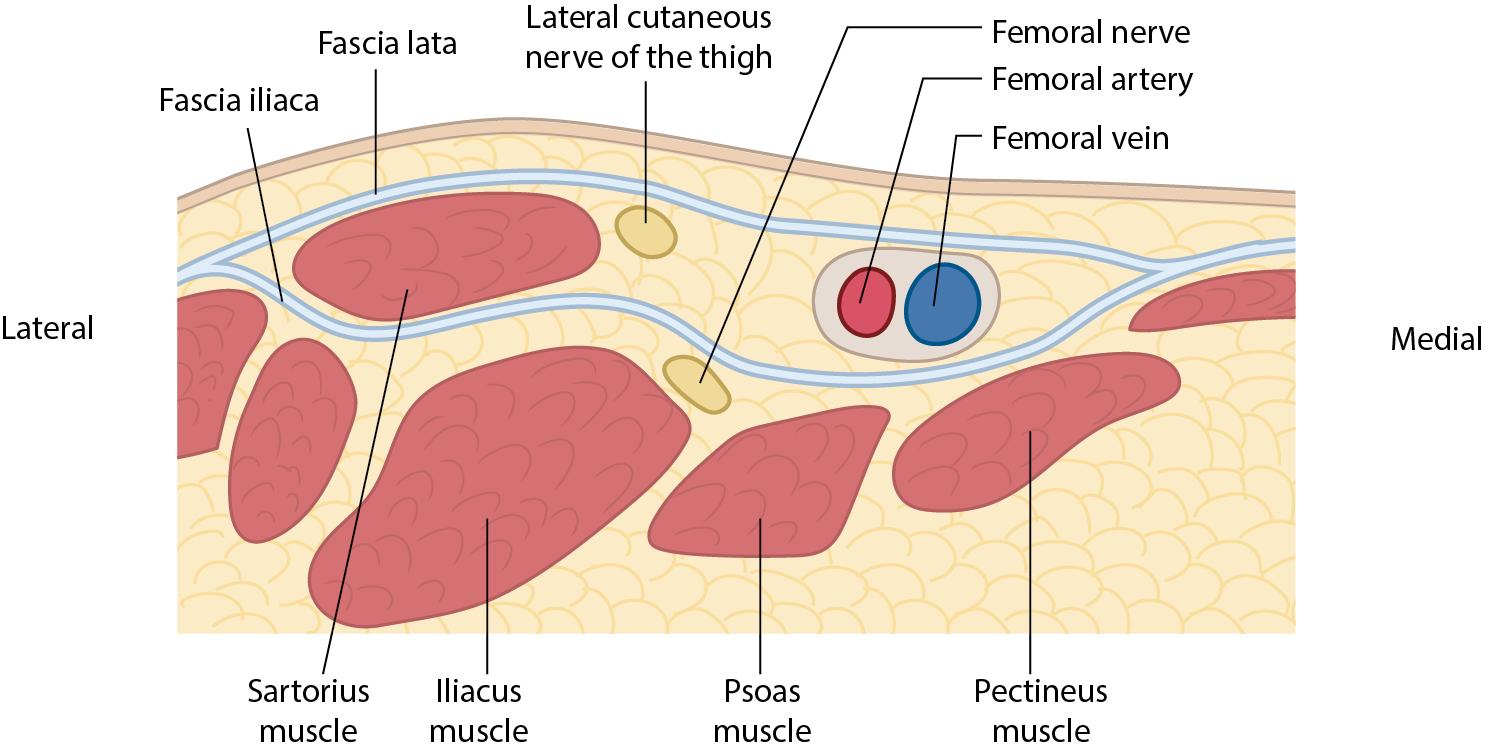 Lateral cutaneous
nerve of the thigh
Fascia lata
Fascia iliaca
Femoral nerve
Femoral artery
Femoral vein
Lateral
Medial
Sartorius
muscle
Iliacus
muscle
Psoas
muscle
Pectineus
muscle